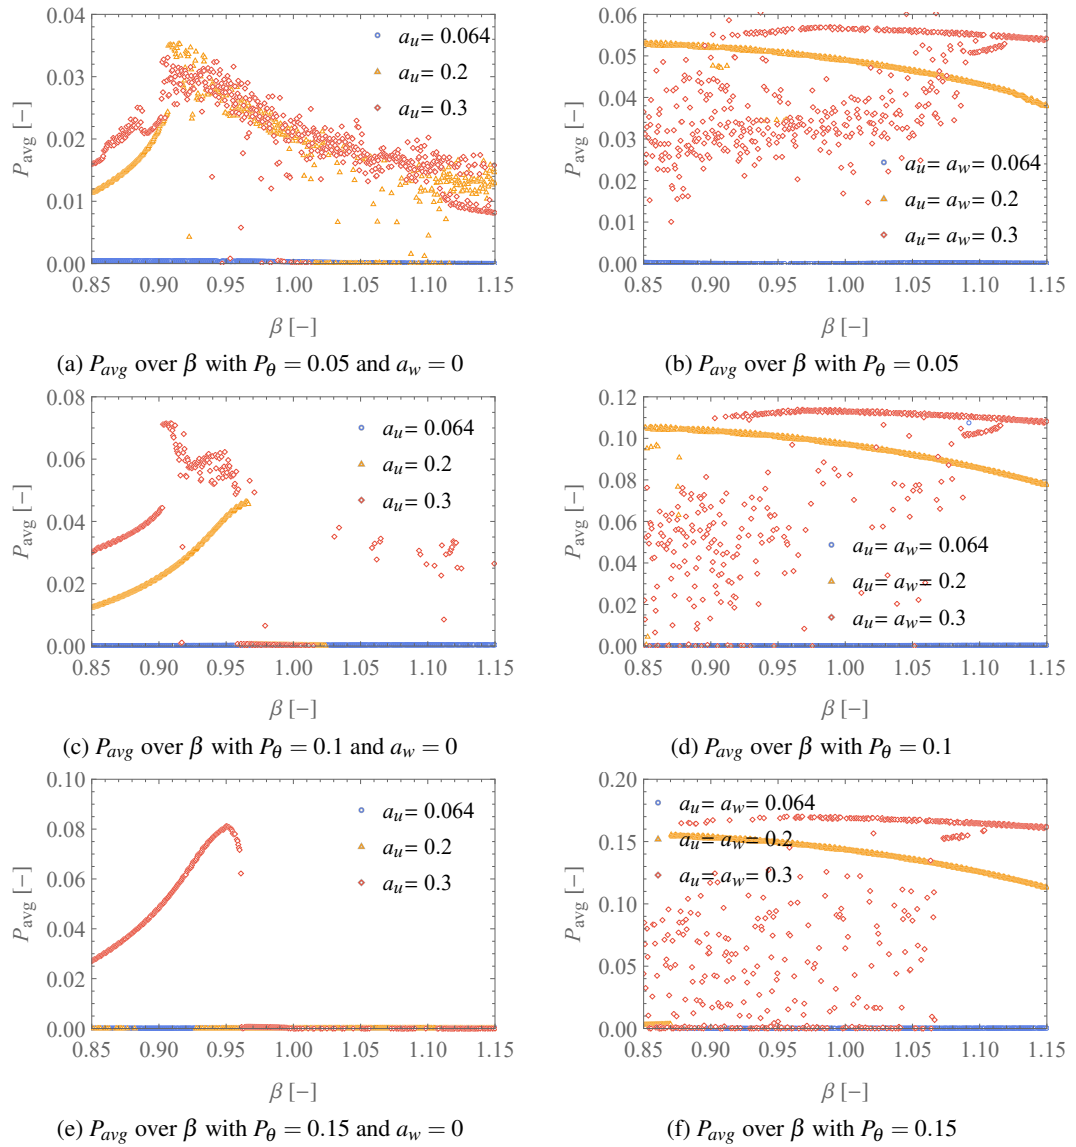 0.04
0.03
0.02
0.01
0.00
P_avg [−]
a_u = 0.064
a_u = 0.2
a_u = 0.3
0.85 0.90 0.95 1.00 1.05 1.10 1.15
β [−]
(a) P_avg over β with P_θ = 0.05 and a_w = 0
0.06
0.05
0.04
0.03
0.02
0.01
0.00
P_avg [−]
a_u = a_w = 0.064
a_u = a_w = 0.2
a_u = a_w = 0.3
0.85 0.90 0.95 1.00 1.05 1.10 1.15
β [−]
(b) P_avg over β with P_θ = 0.05
0.08
0.06
0.04
0.02
0.00
P_avg [−]
a_u = 0.064
a_u = 0.2
a_u = 0.3
0.85 0.90 0.95 1.00 1.05 1.10 1.15
β [−]
(c) P_avg over β with P_θ = 0.1 and a_w = 0
0.12
0.10
0.08
0.06
0.04
0.02
0.00
P_avg [−]
a_u = a_w = 0.064
a_u = a_w = 0.2
a_u = a_w = 0.3
0.85 0.90 0.95 1.00 1.05 1.10 1.15
β [−]
(d) P_avg over β with P_θ = 0.1
0.10
0.08
0.06
0.04
0.02
0.00
P_avg [−]
a_u = 0.064
a_u = 0.2
a_u = 0.3
0.85 0.90 0.95 1.00 1.05 1.10 1.15
β [−]
(e) P_avg over β with P_θ = 0.15 and a_w = 0
0.20
0.15
0.10
0.05
0.00
P_avg [−]
a_u = a_w = 0.064
a_u = a_w = 0.2
a_u = a_w = 0.3
0.85 0.90 0.95 1.00 1.05 1.10 1.15
β [−]
(f) P_avg over β with P_θ = 0.15